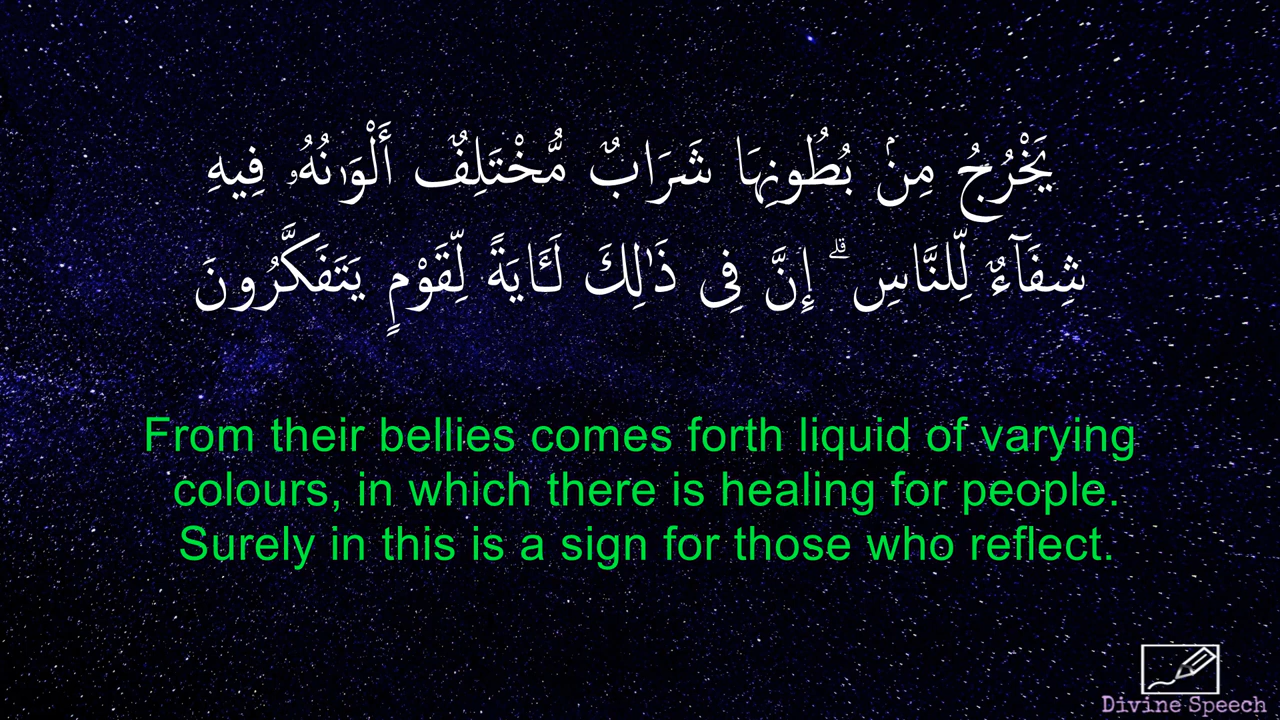 يَخْرُجُ مِنۢ بُطُونِهَا شَرَابٌ مُّخْتَلِفٌ أَلْوَٰنُهُۥ فِيهِ
شِفَآءٌ لِّلنَّاسِ ۗ إِنَّ فِى ذَٰلِكَ لَـَٔايَةً لِّقَوْمٍ يَتَفَكَّرُونَ
From their bellies comes forth liquid of varying
colours, in which there is healing for people.
Surely in this is a sign for those who reflect.
Divine Speech